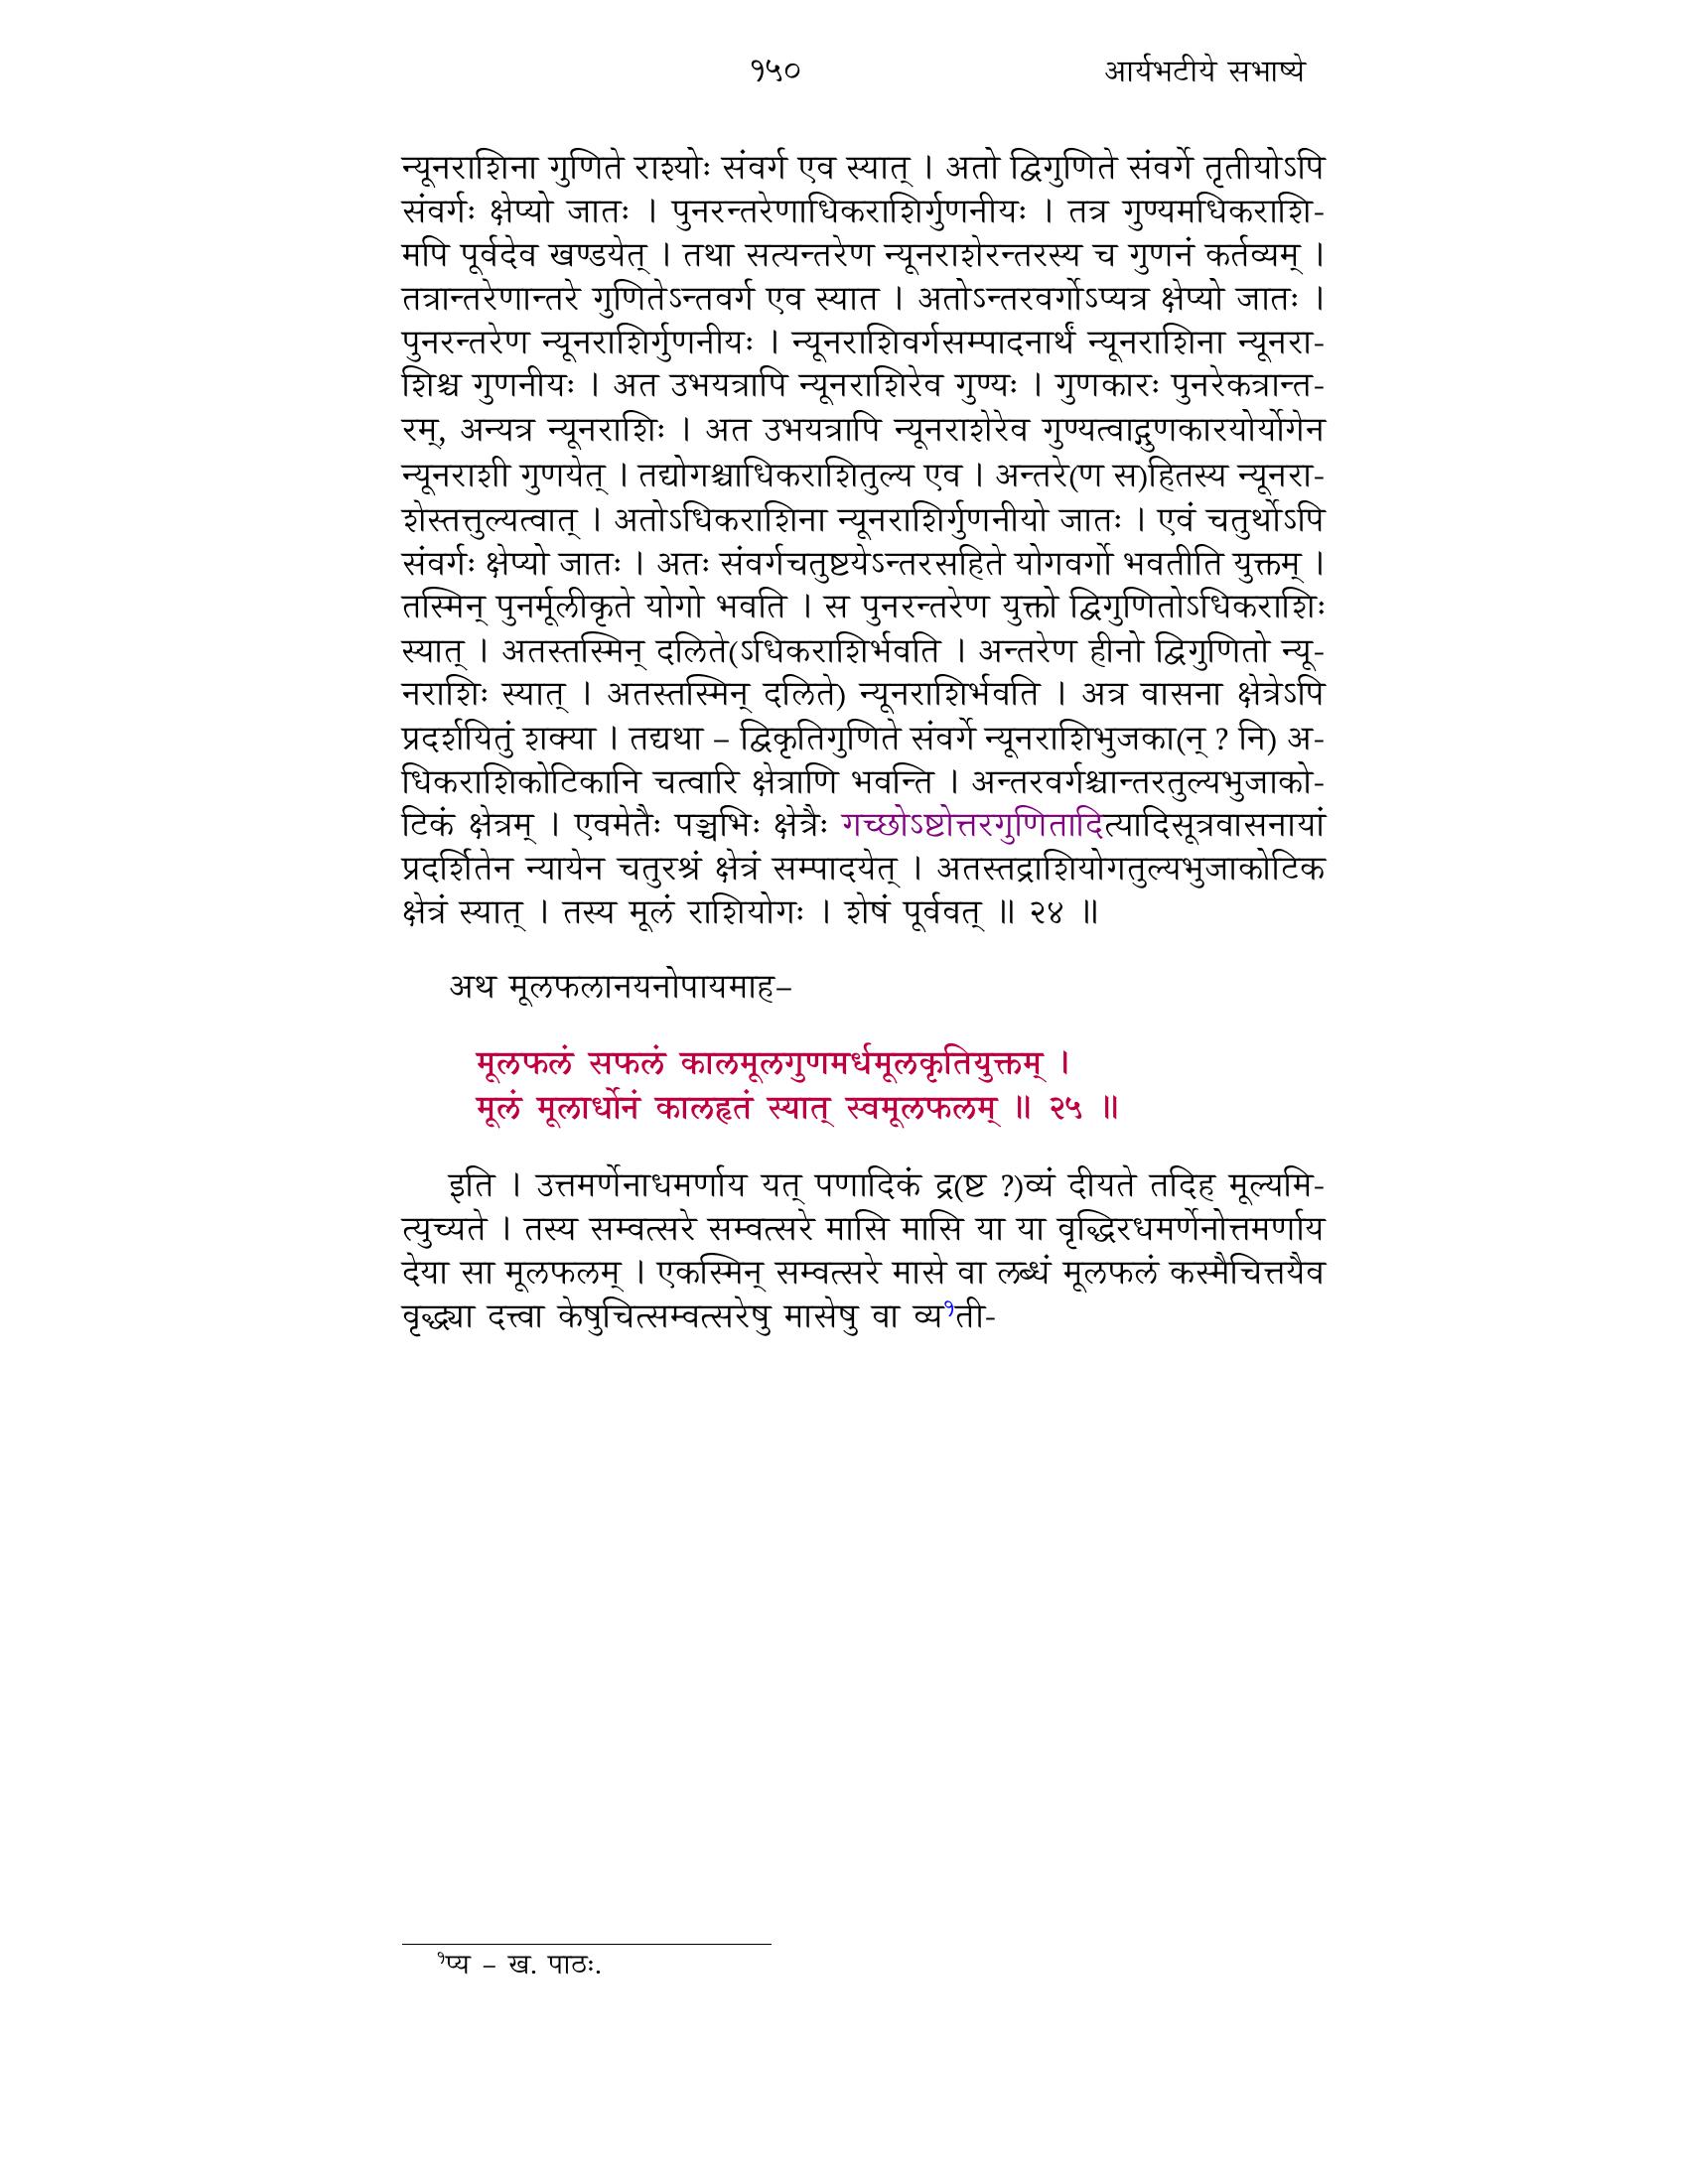 १५० आर्यभटीये सभाष्ये
न्यूनराशिना गुणिते राश्योः संवर्ग एव स्यात् । अतो द्विगुणिते संवर्गे तृतीयोऽपि
संवर्गः क्षेप्यो जातः । पुनरन्तरेणाधिकराशिर्गुणनीयः । तत्र गुण्यमधिकराशि-
मपि पूर्वदेव खण्डयेत् । तथा सत्यन्तरेण न्यूनराशेरन्तरस्य च गुणनं कर्तव्यम् ।
तत्रान्तरेणान्तरे गुणितेऽन्तवर्ग एव स्यात । अतोऽन्तरवर्गोऽप्यत्र क्षेप्यो जातः ।
पुनरन्तरेण न्यूनराशिर्गुणनीयः । न्यूनराशिवर्गसम्पादनार्थं न्यूनराशिना न्यूनरा-
शिश्च गुणनीयः । अत उभयत्रापि न्यूनराशिरेव गुण्यः । गुणकारः पुनरेकत्रान्त-
रम्, अन्यत्र न्यूनराशिः । अत उभयत्रापि न्यूनराशेरेव गुण्यत्वाद्गुणकारयोर्योगेन
न्यूनराशी गुणयेत् । तद्योगश्चाधिकराशितुल्य एव । अन्तरे(ण स)हितस्य न्यूनरा-
शेस्तत्तुल्यत्वात् । अतोऽधिकराशिना न्यूनराशिर्गुणनीयो जातः । एवं चतुर्थोऽपि
संवर्गः क्षेप्यो जातः । अतः संवर्गचतुष्टयेऽन्तरसहिते योगवर्गो भवतीति युक्तम् ।
तस्मिन् पुनर्मूलीकृते योगो भवति । स पुनरन्तरेण युक्तो द्विगुणितोऽधिकराशिः
स्यात् । अतस्तस्मिन् दलिते(ऽधिकराशिर्भवति । अन्तरेण हीनो द्विगुणितो न्यू-
नराशिः स्यात् । अतस्तस्मिन् दलिते) न्यूनराशिर्भवति । अत्र वासना क्षेत्रेऽपि
प्रदर्शयितुं शक्या । तद्यथा – द्विकृतिगुणिते संवर्गे न्यूनराशिभुजका(न् ? नि) अ-
धिकराशिकोटिकानि चत्वारि क्षेत्राणि भवन्ति । अन्तरवर्गश्चान्तरतुल्यभुजाको-
टिकं क्षेत्रम् । एवमेतैः पञ्चभिः क्षेत्रैः गच्छोऽष्टोत्तरगुणितादित्यादिसूत्रवासनायां
प्रदर्शितेन न्यायेन चतुरश्रं क्षेत्रं सम्पादयेत् । अतस्तद्राशियोगतुल्यभुजाकोटिक
क्षेत्रं स्यात् । तस्य मूलं राशियोगः । शेषं पूर्ववत् ॥ २४ ॥
अथ मूलफलानयनोपायमाह–
मूलफलं सफलं कालमूलगुणमर्धमूलकृतियुक्तम् ।
मूलं मूलार्धोनं कालहृतं स्यात् स्वमूलफलम् ॥ २५ ॥
इति । उत्तमर्णेनाधमर्णाय यत् पणादिकं द्र(ष्ट ?)व्यं दीयते तदिह मूल्यमि-
त्युच्यते । तस्य सम्वत्सरे सम्वत्सरे मासि मासि या या वृद्धिरधमर्णेनोत्तमर्णाय
देया सा मूलफलम् । एकस्मिन् सम्वत्सरे मासे वा लब्धं मूलफलं कस्मैचित्तयैव
वृद्ध्या दत्त्वा केषुचित्सम्वत्सरेषु मासेषु वा व्य१ती-
१प्य – ख. पाठः.